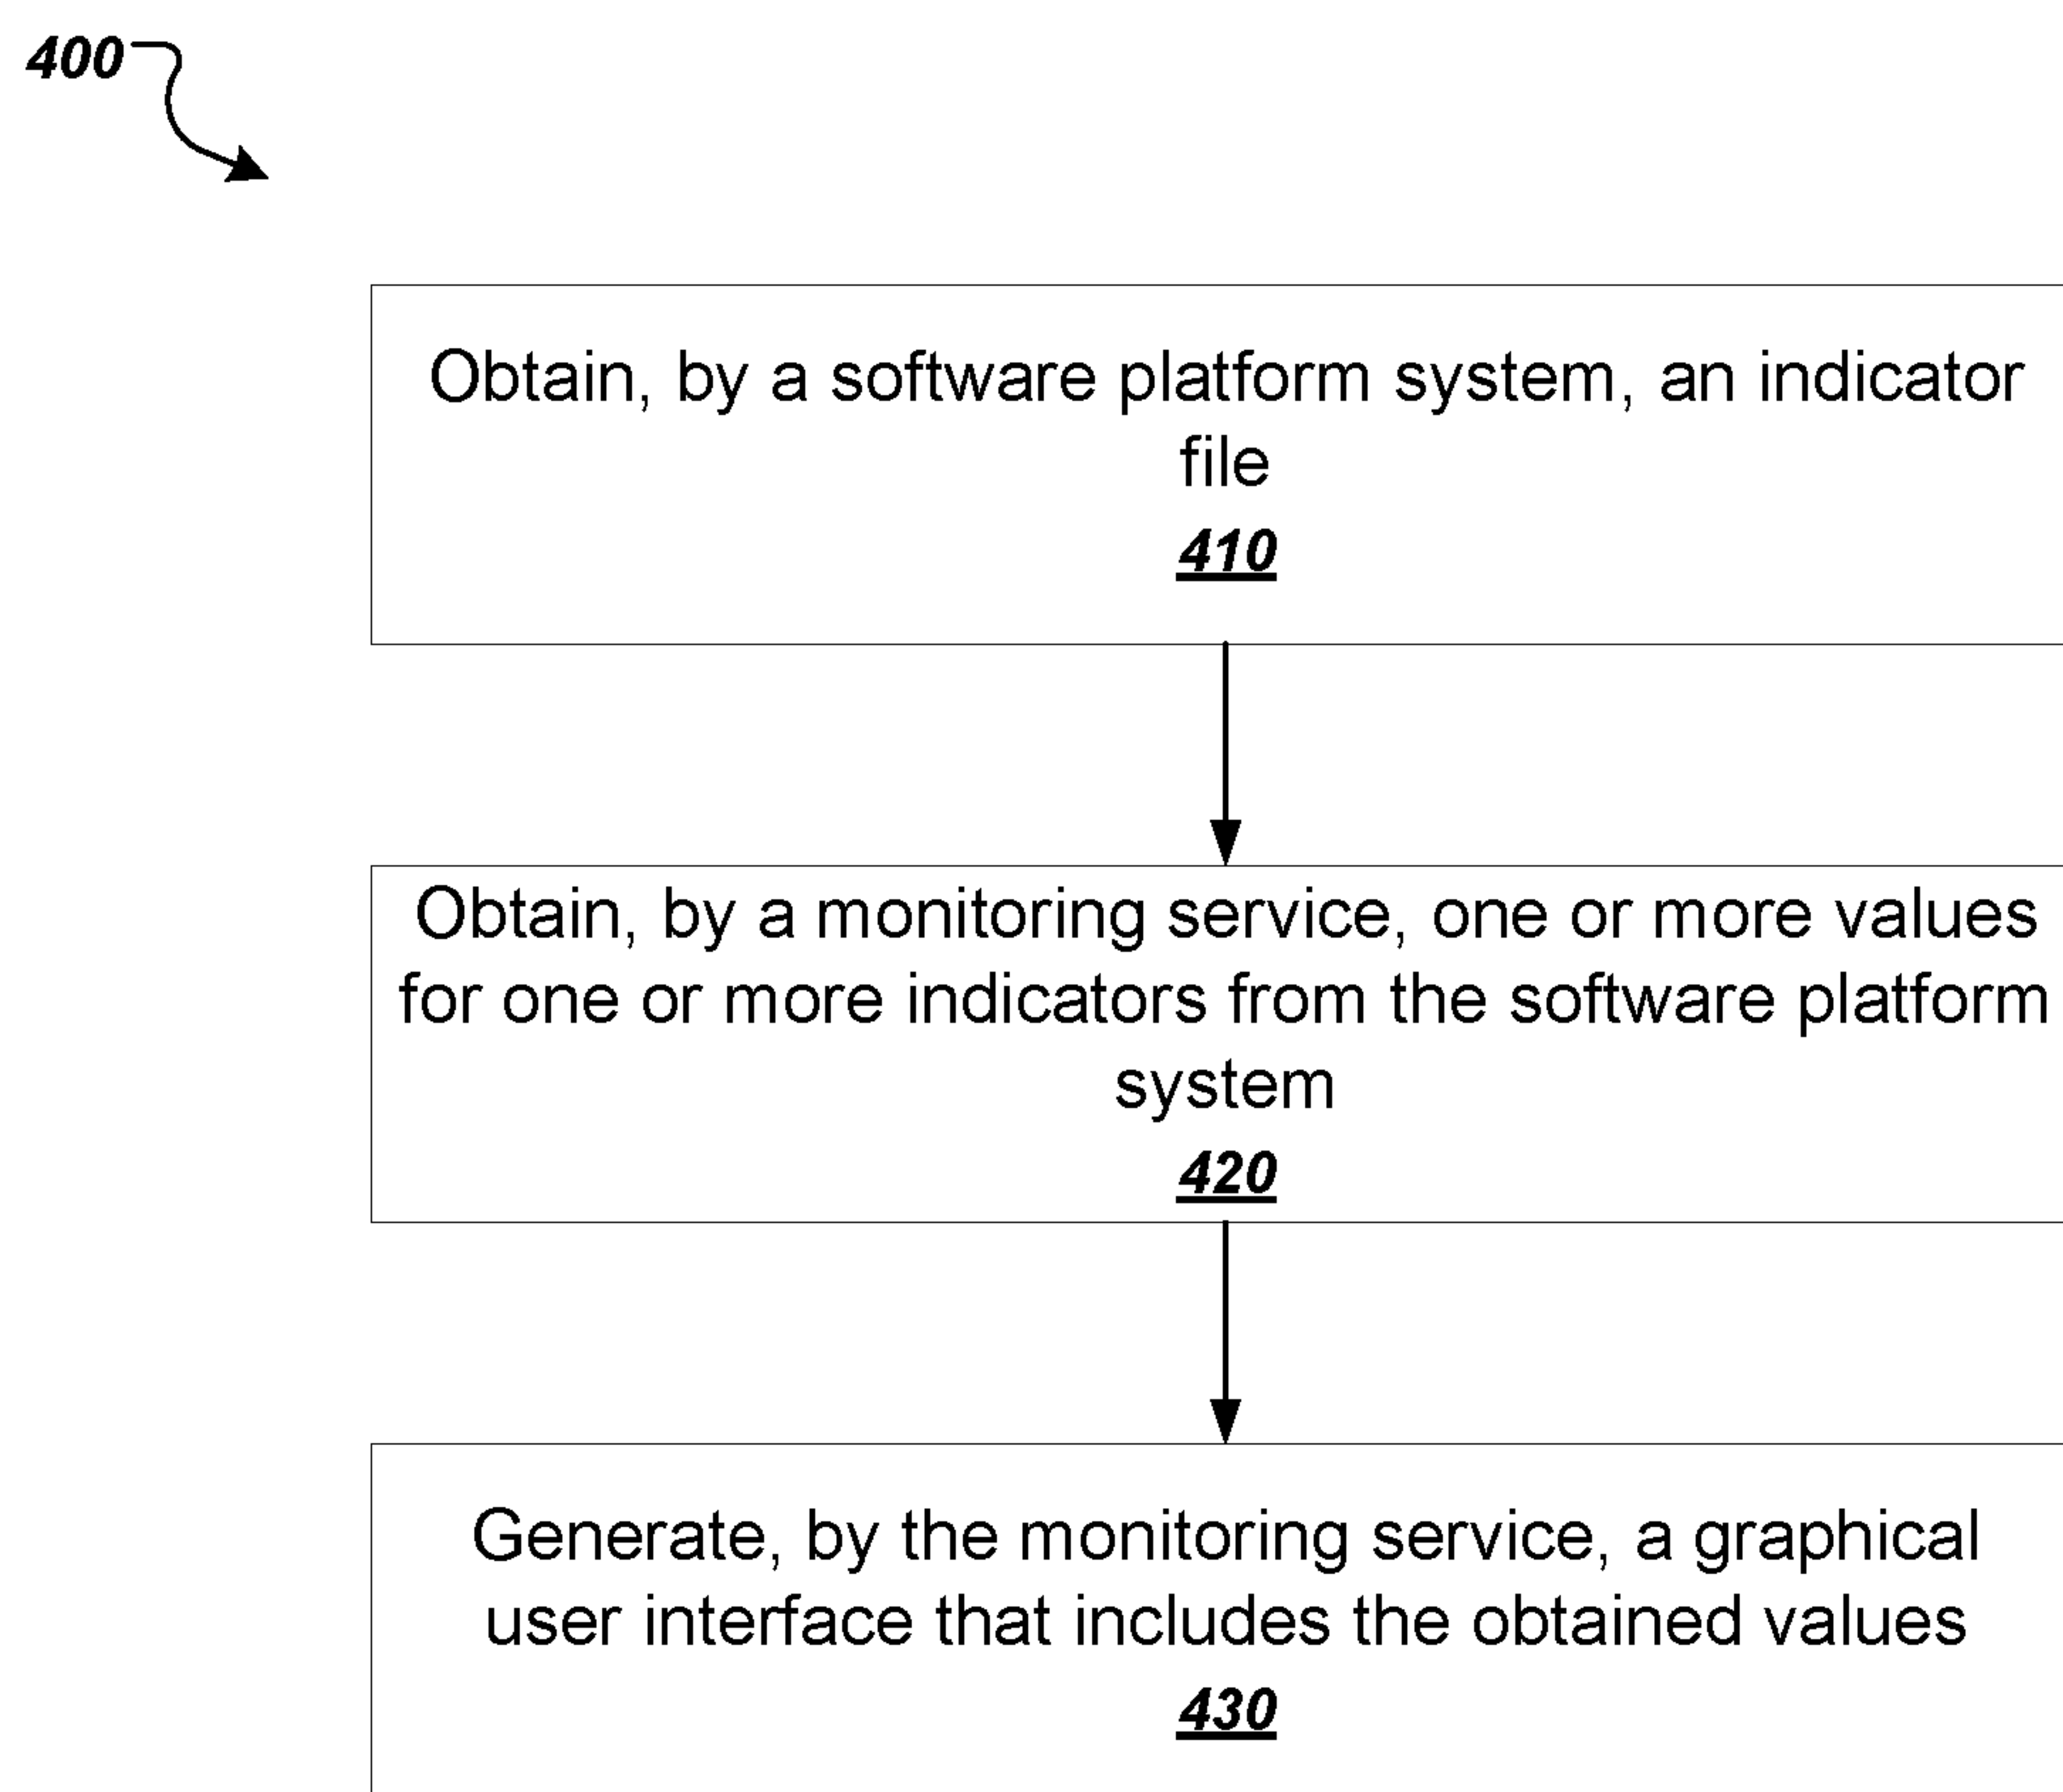 400
Obtain, by a software platform system, an indicator
file
410
Obtain, by a monitoring service, one or more values
for one or more indicators from the software platform
system
420
Generate, by the monitoring service, a graphical
user interface that includes the obtained values
430